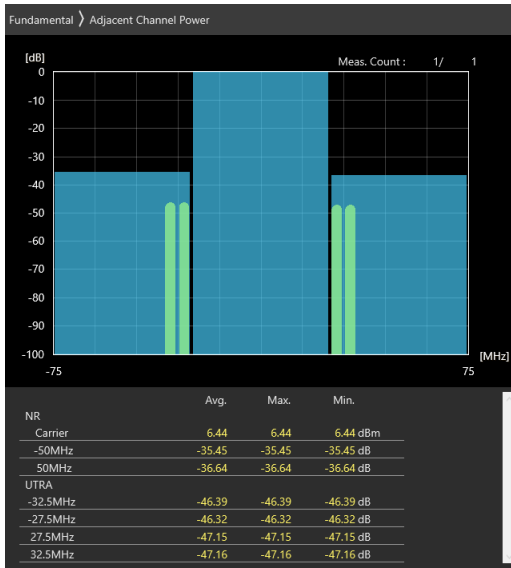 Fundamental 〉 Adjacent Channel Power
[dB]
Meas. Count : 1/ 1
0
-10
-20
-30
-40
-50
-60
-70
-80
-90
-100
[MHz]
-75 75
Avg. Max. Min.
NR
Carrier 6.44 6.44 6.44 dBm
-50MHz -35.45 -35.45 -35.45 dB
50MHz -36.64 -36.64 -36.64 dB
UTRA
-32.5MHz -46.39 -46.39 -46.39 dB
-27.5MHz -46.32 -46.32 -46.32 dB
27.5MHz -47.15 -47.15 -47.15 dB
32.5MHz -47.16 -47.16 -47.16 dB